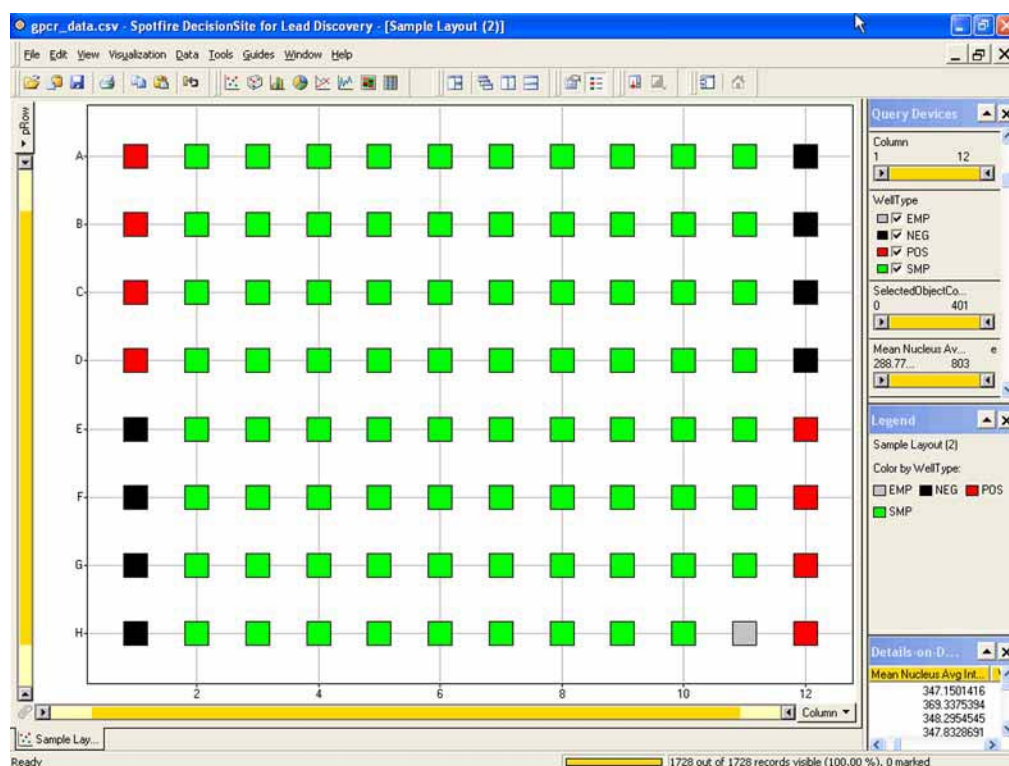 gpcr_data.csv - Spotfire DecisionSite for Lead Discovery - [Sample Layout (2)]
File Edit View Visualization Data Tools Guides Window Help
pRow
A
B
C
D
E
F
G
H
2 4 6 8 10 12
Column
Sample Lay...
Ready
1728 out of 1728 records visible (100.00 %), 0 marked
Query Devices
Column
1 12
WellType
EMP
NEG
POS
SMP
SelectedObjectCo...
0 401
Mean Nucleus Av... e
288.77... 803
Legend
Sample Layout (2)
Color by WellType:
EMP NEG POS
SMP
Details-on-D...
Mean Nucleus Avg Int...
347.1501416
369.3375394
348.2954545
347.8328691